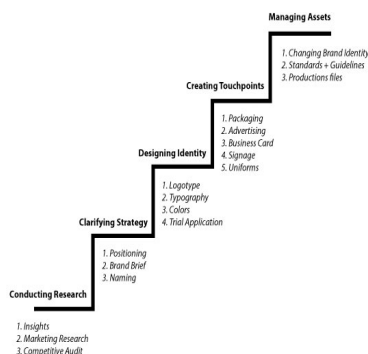 Managing Assets
1. Changing Brand Identity
2. Standards + Guidelines
3. Productions files
Creating Touchpoints
1. Packaging
2. Advertising
3. Business Card
4. Signage
5. Uniforms
Designing Identity
1. Logotype
2. Typography
3. Colors
4. Trial Application
Clarifying Strategy
1. Positioning
2. Brand Brief
3. Naming
Conducting Research
1. Insights
2. Marketing Research
3. Competitive Audit